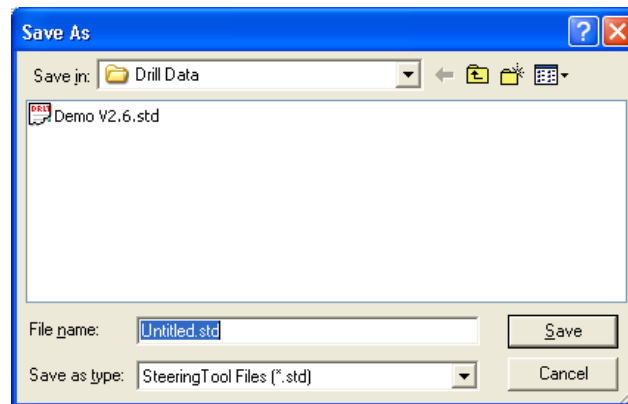 Save As
Save in: Drill Data
Demo V2.6.std
File name: Untitled.std Save
Save as type: SteeringTool Files (*.std) Cancel